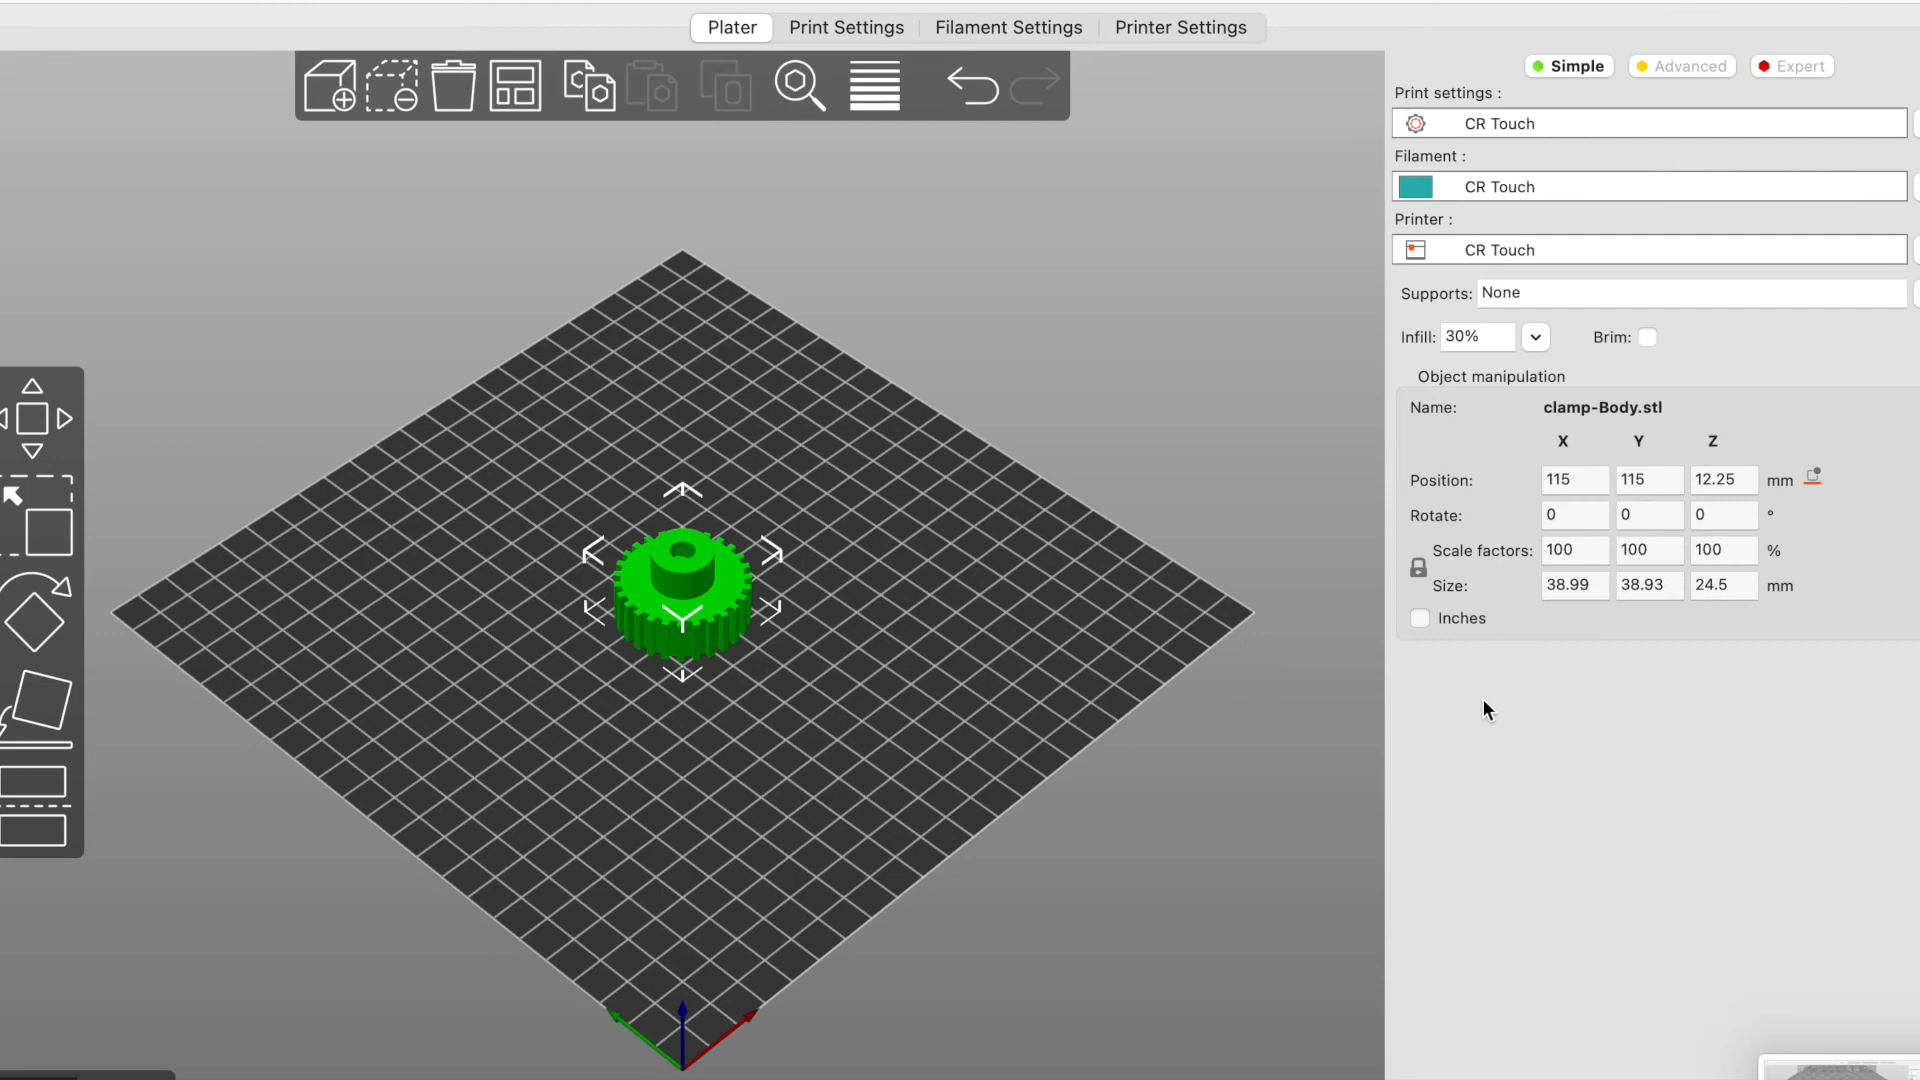 Plater Print Settings Filament Settings Printer Settings
Simple Advanced Expert
Print settings :
CR Touch
Filament :
CR Touch
Printer :
CR Touch
Supports: None
Infill: 30% Brim:
Object manipulation
Name: clamp-Body.stl
X Y Z
Position: 115 115 12.25 mm
Rotate: 0 0 0 °
Scale factors: 100 100 100 %
Size: 38.99 38.93 24.5 mm
Inches